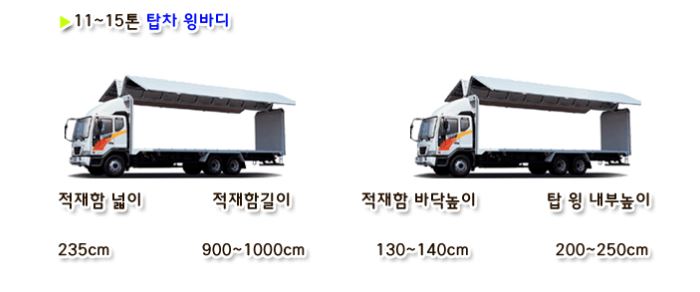 ▶11~15톤 탑차 윙바디
적재함 넓이 적재함길이 적재함 바닥높이 탑 윙 내부높이
235cm 900~1000cm 130~140cm 200~250cm